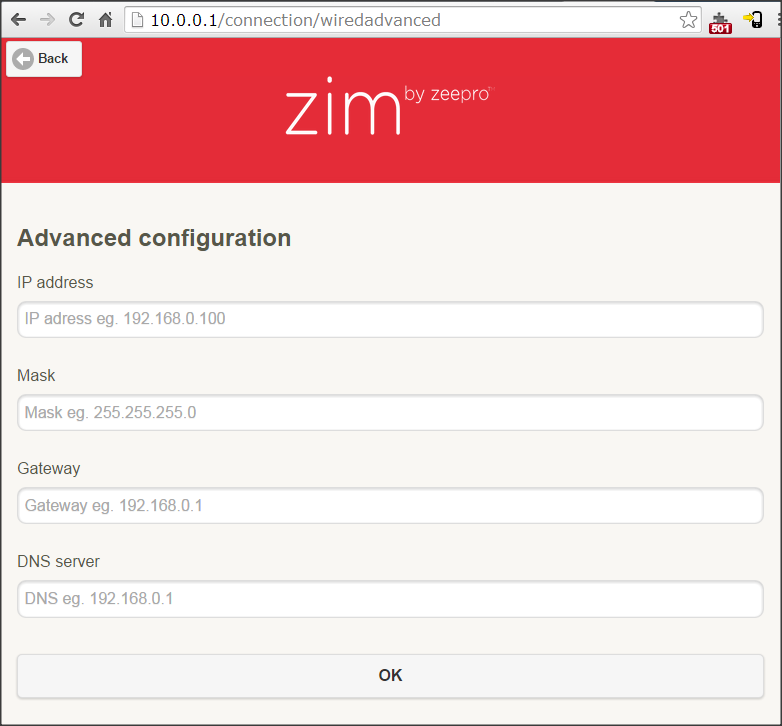 10.0.0.1/connection/wiredadvanced
501
Back
zim by zeepro™
Advanced configuration
IP address
IP adress eg. 192.168.0.100
Mask
Mask eg. 255.255.255.0
Gateway
Gateway eg. 192.168.0.1
DNS server
DNS eg. 192.168.0.1
OK